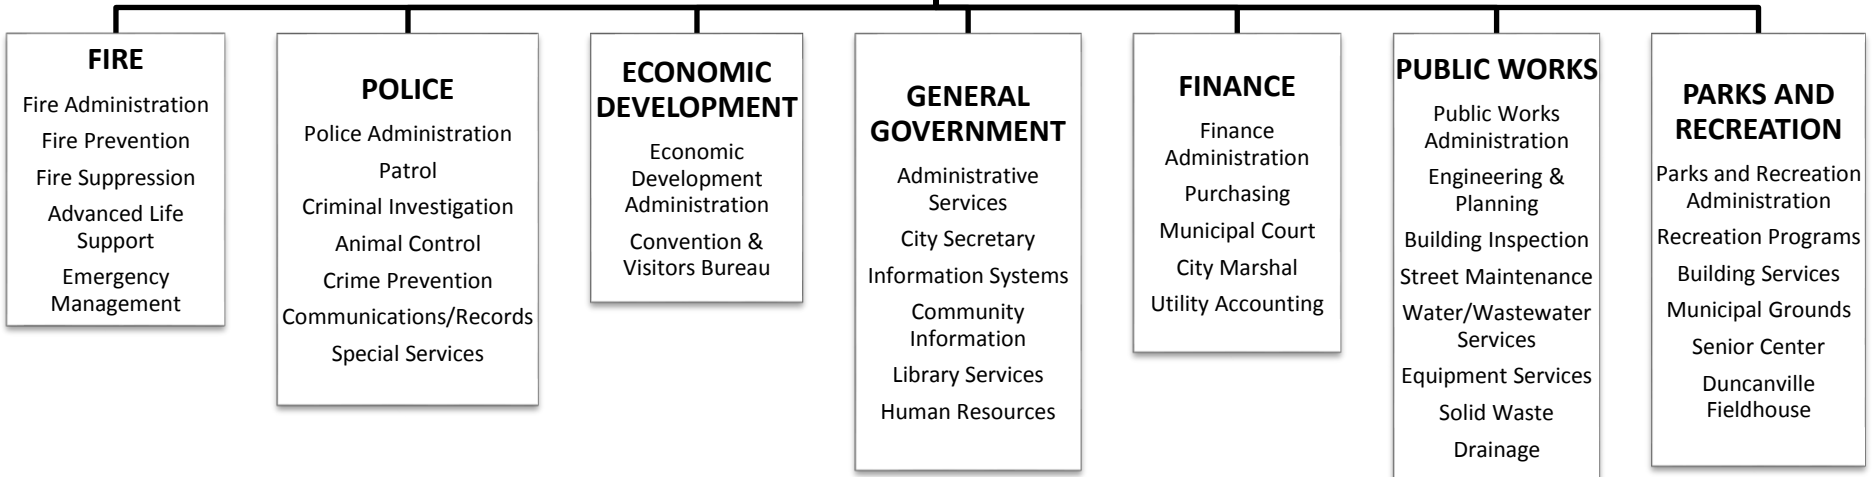 FIRE
Fire Administration
Fire Prevention
Fire Suppression
Advanced Life
Support
Emergency
Management
POLICE
Police Administration
Patrol
Criminal Investigation
Animal Control
Crime Prevention
Communications/Records
Special Services
ECONOMIC
DEVELOPMENT
Economic
Development
Administration
Convention &
Visitors Bureau
GENERAL
GOVERNMENT
Administrative
Services
City Secretary
Information Systems
Community
Information
Library Services
Human Resources
FINANCE
Finance
Administration
Purchasing
Municipal Court
City Marshal
Utility Accounting
PUBLIC WORKS
Public Works
Administration
Engineering &
Planning
Building Inspection
Street Maintenance
Water/Wastewater
Services
Equipment Services
Solid Waste
Drainage
PARKS AND
RECREATION
Parks and Recreation
Administration
Recreation Programs
Building Services
Municipal Grounds
Senior Center
Duncanville
Fieldhouse